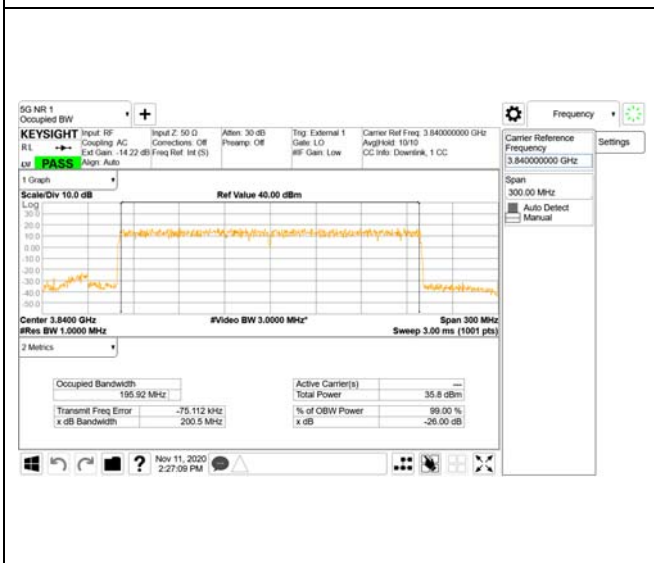 5G NR 1
Occupied BW
+
Frequency
KEYSIGHT Input: RF Input Z: 50 Ω Atten: 30 dB Trig: External 1 Carrier Ref Freq: 3.840000000 GHz
RL Coupling: AC Corrections: Off Preamp: Off Gate: LO Avg|Hold: 10/10
Ext Gain: -14.22 dB Freq Ref: Int (S) #IF Gain: Low CC Info: Downlink, 1 CC
PASS Align: Auto
Carrier Reference Frequency
3.840000000 GHz
Settings
Span
300.00 MHz
Auto Detect
Manual
1 Graph
Scale/Div 10.0 dB Ref Value 40.00 dBm
Log
30.0
20.0
10.0
0.00
-10.0
-20.0
-30.0
-40.0
-50.0
Center 3.8400 GHz #Video BW 3.0000 MHz* Span 300 MHz
#Res BW 1.0000 MHz Sweep 3.00 ms (1001 pts)
2 Metrics
Occupied Bandwidth
195.92 MHz
Active Carrier(s) ---
Total Power 35.8 dBm
Transmit Freq Error -75.112 kHz % of OBW Power 99.00 %
x dB Bandwidth 200.5 MHz x dB -26.00 dB
? Nov 11, 2020
2:27:09 PM